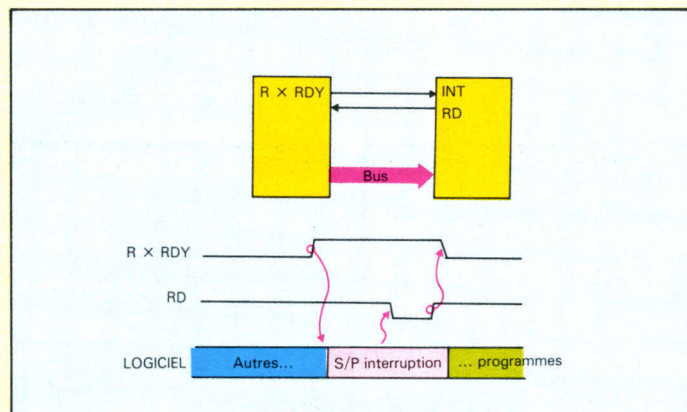 R × RDY
INT
RD
Bus
R × RDY
RD
LOGICIEL
Autres...
S/P interruption
... programmes